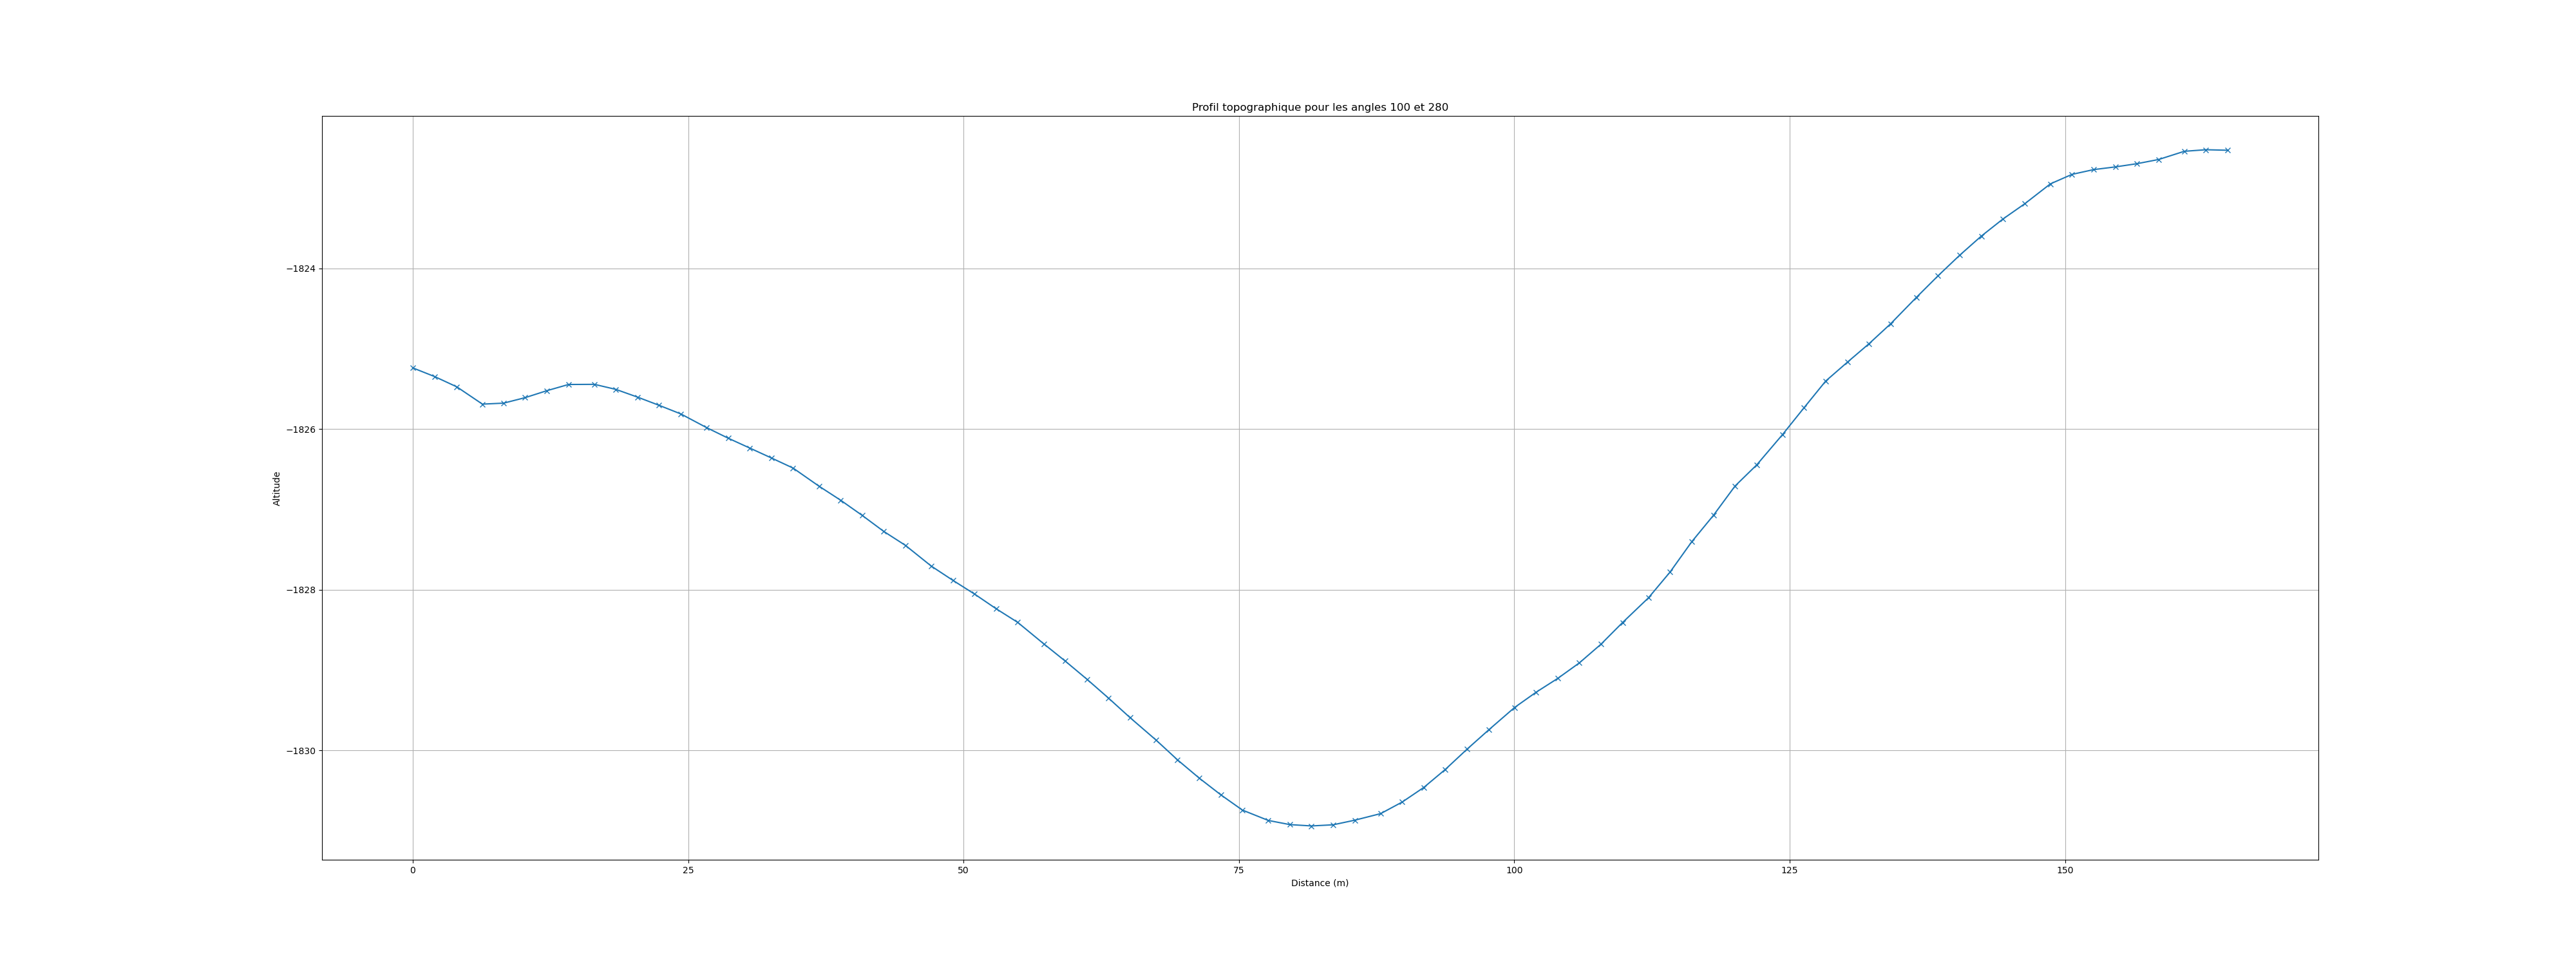 Profil topographique pour les angles 100 et 280
Altitude
−1824
−1826
−1828
−1830
0 25 50 75 100 125 150
Distance (m)